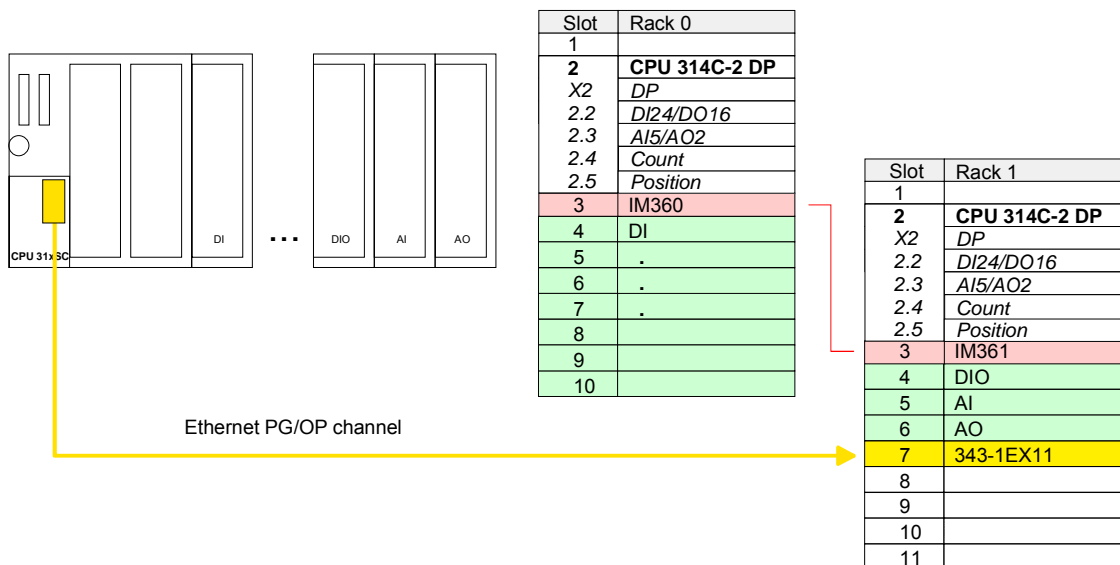 CPU 31xSC
DI
...
DIO
AI
AO
Ethernet PG/OP channel
Slot Rack 0
1
2 CPU 314C-2 DP
X2 DP
2.2 DI24/DO16
2.3 AI5/AO2
2.4 Count
2.5 Position
3 IM360
4 DI
5 .
6 .
7 .
8
9
10
Slot Rack 1
1
2 CPU 314C-2 DP
X2 DP
2.2 DI24/DO16
2.3 AI5/AO2
2.4 Count
2.5 Position
3 IM361
4 DIO
5 AI
6 AO
7 343-1EX11
8
9
10
11